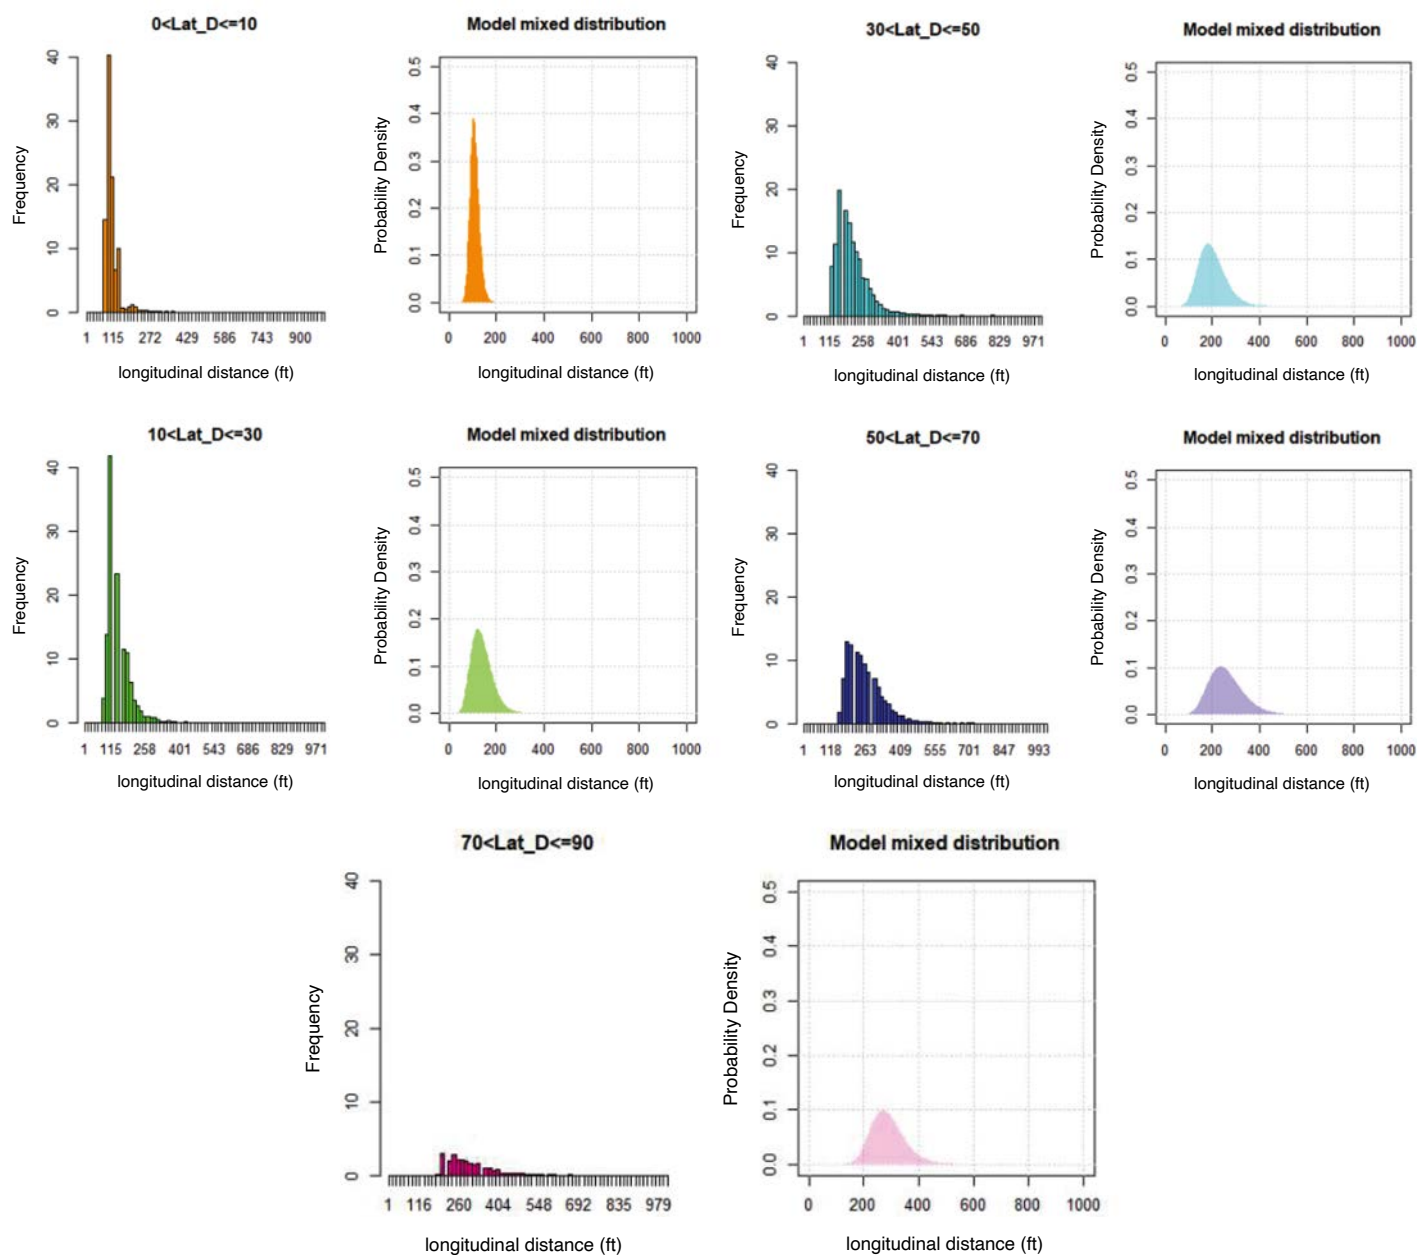 0<Lat_D<=10
Frequency
40
30
20
10
0
1 115 272 429 586 743 900
longitudinal distance (ft)
Model mixed distribution
Probability Density
0.5
0.4
0.3
0.2
0.1
0.0
0 200 400 600 800 1000
longitudinal distance (ft)
30<Lat_D<=50
Frequency
40
30
20
10
0
1 115 258 401 543 686 829 971
longitudinal distance (ft)
Model mixed distribution
Probability Density
0.5
0.4
0.3
0.2
0.1
0.0
0 200 400 600 800 1000
longitudinal distance (ft)
10<Lat_D<=30
Frequency
40
30
20
10
0
1 115 258 401 543 686 829 971
longitudinal distance (ft)
Model mixed distribution
Probability Density
0.5
0.4
0.3
0.2
0.1
0.0
0 200 400 600 800 1000
longitudinal distance (ft)
50<Lat_D<=70
Frequency
40
30
20
10
0
1 118 263 409 555 701 847 993
longitudinal distance (ft)
Model mixed distribution
Probability Density
0.5
0.4
0.3
0.2
0.1
0.0
0 200 400 600 800 1000
longitudinal distance (ft)
70<Lat_D<=90
Frequency
40
30
20
10
0
1 116 260 404 548 692 835 979
longitudinal distance (ft)
Model mixed distribution
Probability Density
0.5
0.4
0.3
0.2
0.1
0.0
0 200 400 600 800 1000
longitudinal distance (ft)